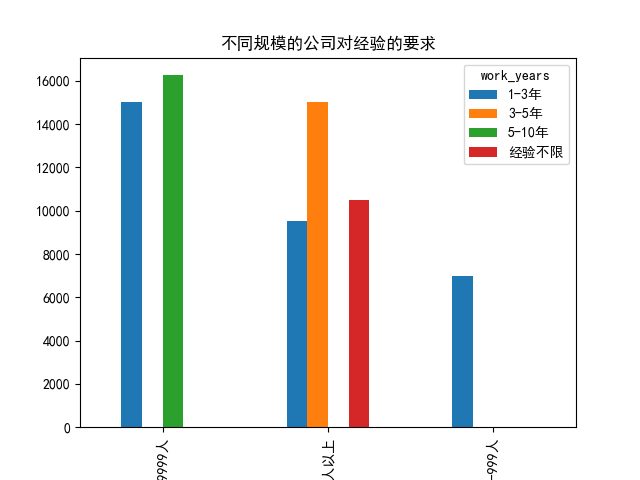 不同规模的公司对经验的要求
work_years
1-3年
3-5年
5-10年
经验不限
16000
14000
12000
10000
8000
6000
4000
2000
0
9999人
人以上
-999人